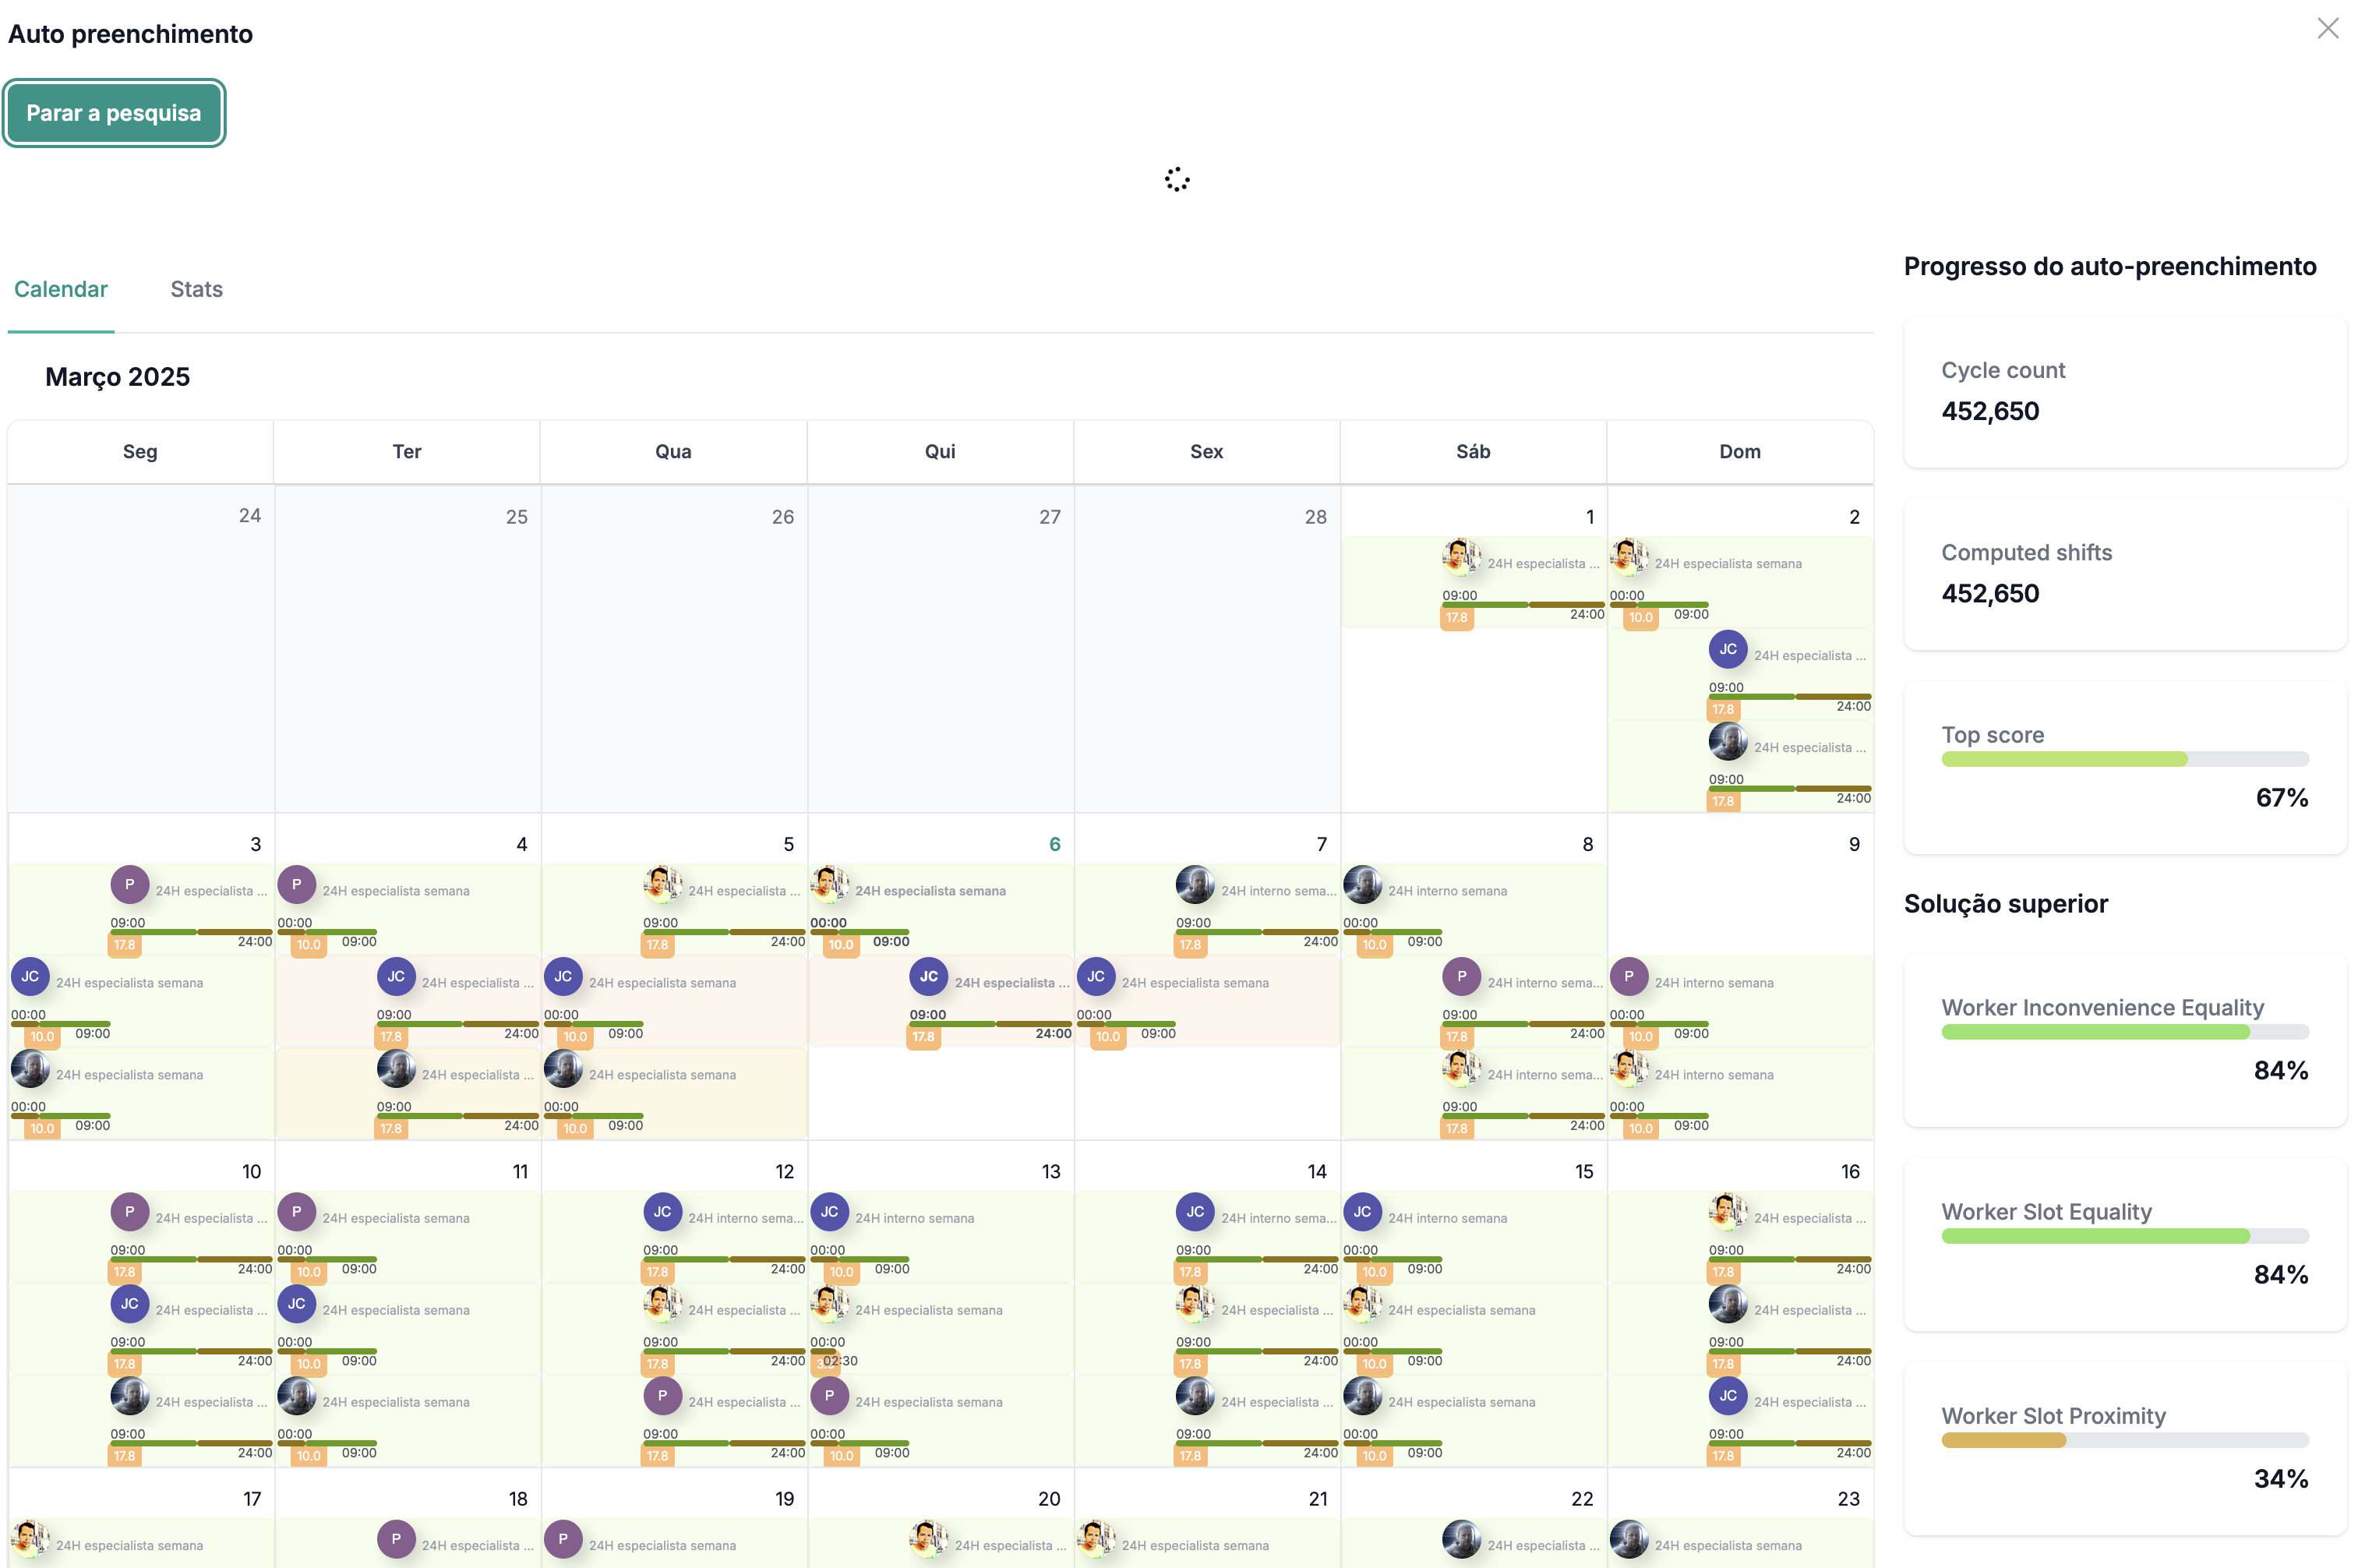 Auto preenchimento
Parar a pesquisa
Calendar Stats
Março 2025
Seg Ter Qua Qui Sex Sáb Dom
24 25 26 27 28 1 2
24H especialista ... 24H especialista semana
09:00 00:00
17.8 24:00 10.0 09:00
JC 24H especialista ...
09:00
17.8 24:00
24H especialista ...
09:00
17.8 24:00
3 4 5 6 7 8 9
P 24H especialista ... P 24H especialista semana 24H especialista ... 24H especialista semana 24H interno sema... 24H interno semana
09:00 00:00 09:00 00:00 09:00 00:00
17.8 24:00 10.0 09:00 17.8 24:00 10.0 09:00 17.8 24:00 10.0 09:00
JC 24H especialista semana JC 24H especialista ... JC 24H especialista semana JC 24H especialista ... JC 24H especialista semana P 24H interno sema... P 24H interno semana
00:00 09:00 00:00 09:00 00:00 09:00 00:00
10.0 09:00 17.8 24:00 10.0 09:00 17.8 24:00 10.0 09:00 17.8 24:00 10.0 09:00
24H especialista semana 24H especialista ... 24H especialista semana 24H interno sema... 24H interno semana
00:00 09:00 00:00 09:00 00:00
10.0 09:00 17.8 24:00 10.0 09:00 17.8 24:00 10.0 09:00
10 11 12 13 14 15 16
P 24H especialista ... P 24H especialista semana JC 24H interno sema... JC 24H interno semana JC 24H interno sema... JC 24H interno semana 24H especialista ...
09:00 00:00 09:00 00:00 09:00 00:00 09:00
17.8 24:00 10.0 09:00 17.8 24:00 10.0 09:00 17.8 24:00 10.0 09:00 17.8 24:00
JC 24H especialista ... JC 24H especialista semana 24H especialista ... 24H especialista semana 24H especialista ... 24H especialista semana 24H especialista ...
09:00 00:00 09:00 00:00 09:00 00:00 09:00
17.8 24:00 10.0 09:00 17.8 24:00 02:30 17.8 24:00 10.0 09:00 17.8 24:00
24H especialista ... 24H especialista semana P 24H especialista ... P 24H especialista semana 24H especialista ... 24H especialista semana JC 24H especialista ...
09:00 00:00 09:00 00:00 09:00 00:00 09:00
17.8 24:00 10.0 09:00 17.8 24:00 10.0 09:00 17.8 24:00 10.0 09:00 17.8 24:00
17 18 19 20 21 22 23
24H especialista semana P 24H especialista ... P 24H especialista semana 24H especialista ... 24H especialista semana 24H especialista ... 24H especialista semana
Progresso do auto-preenchimento
Cycle count
452,650
Computed shifts
452,650
Top score
67%
Solução superior
Worker Inconvenience Equality
84%
Worker Slot Equality
84%
Worker Slot Proximity
34%